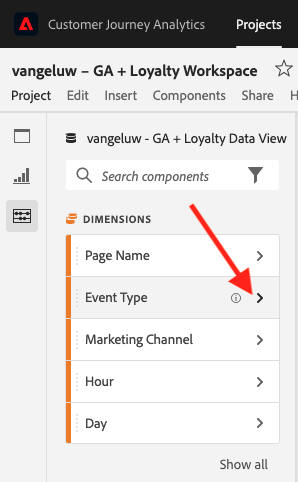 Customer Journey Analytics Projects
vangeluw – GA + Loyalty Workspace
Project Edit Insert Components Share H
vangeluw - GA + Loyalty Data View
Search components
DIMENSIONS
Page Name
Event Type
Marketing Channel
Hour
Day
Show all